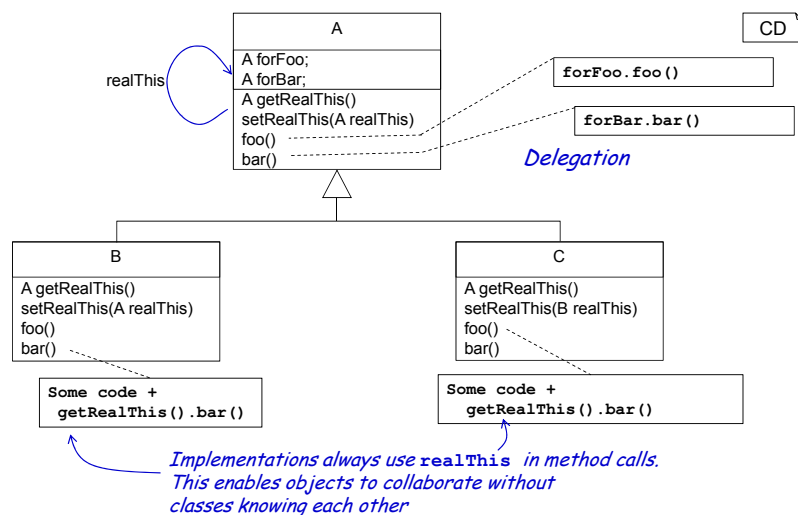 A
CD
A forFoo;
A forBar;
realThis
A getRealThis()
setRealThis(A realThis)
foo()
bar()
forFoo.foo()
forBar.bar()
Delegation
B
A getRealThis()
setRealThis(A realThis)
foo()
bar()
Some code +
getRealThis().bar()
C
A getRealThis()
setRealThis(B realThis)
foo()
bar()
Some code +
getRealThis().bar()
Implementations always use realThis in method calls.
This enables objects to collaborate without
classes knowing each other